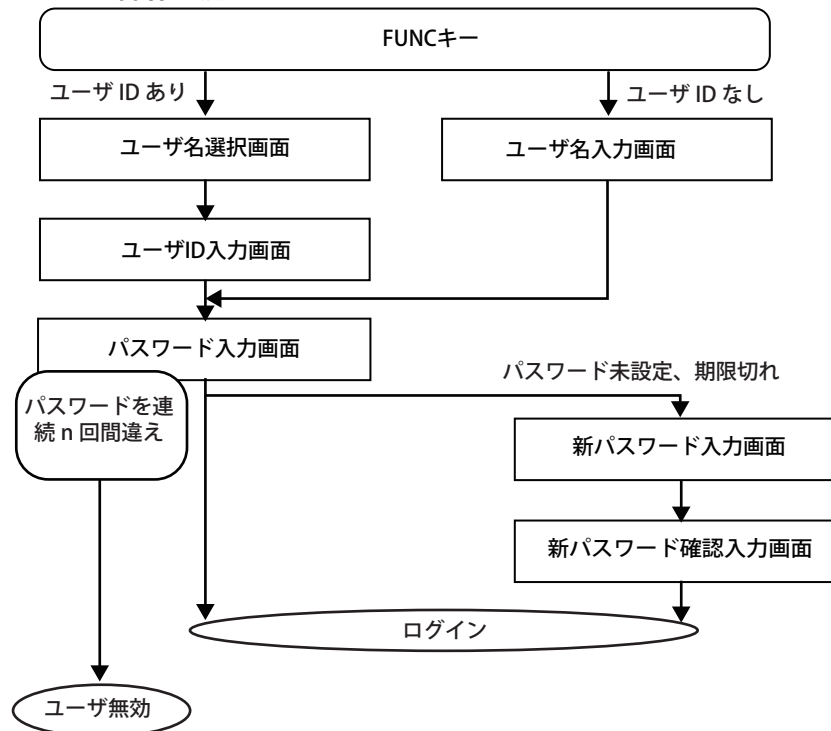 FUNCキー
ユーザ ID あり
ユーザ ID なし
ユーザ名選択画面
ユーザ名入力画面
ユーザID入力画面
パスワード入力画面
パスワード未設定、期限切れ
パスワードを連
続 n 回間違え
新パスワード入力画面
新パスワード確認入力画面
ログイン
ユーザ無効